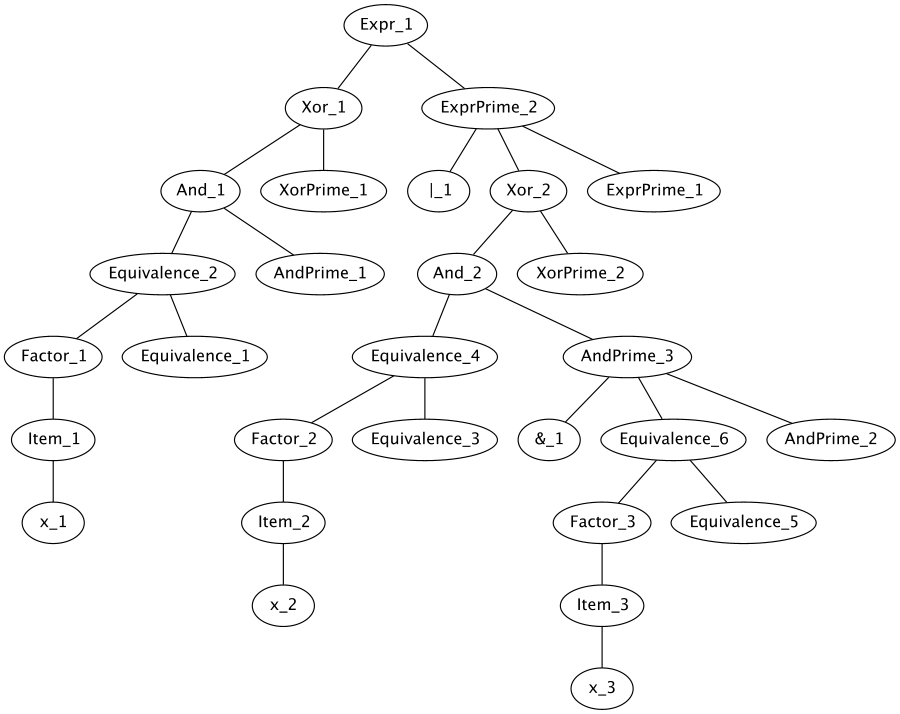 Expr_1
Xor_1
ExprPrime_2
And_1
XorPrime_1
|_1
Xor_2
ExprPrime_1
Equivalence_2
AndPrime_1
And_2
XorPrime_2
Factor_1
Equivalence_1
Equivalence_4
AndPrime_3
Item_1
Factor_2
Equivalence_3
&_1
Equivalence_6
AndPrime_2
x_1
Item_2
Factor_3
Equivalence_5
x_2
Item_3
x_3